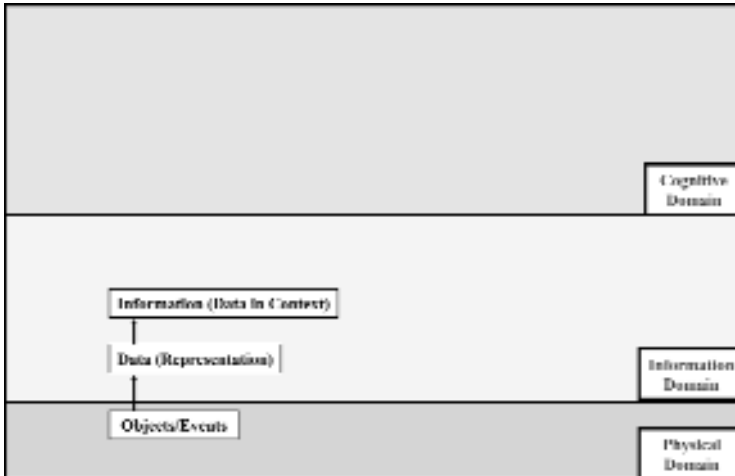 Cognitive
Domain
Information (Data in Context)
Data (Representation)
Information
Domain
Objects/Events
Physical
Domain